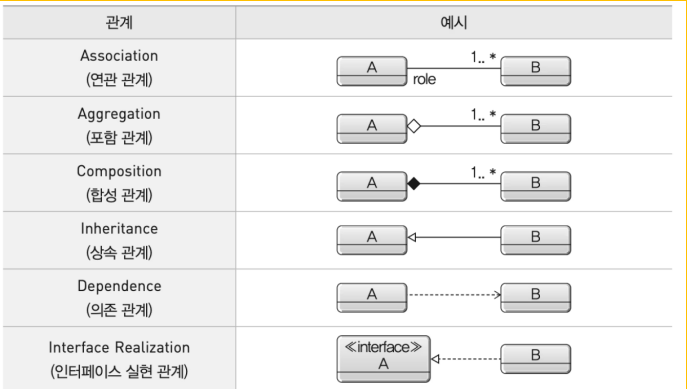 관계 예시
Association
(연관 관계)
A 1.. * B
role
Aggregation
(포함 관계)
A 1.. * B
Composition
(합성 관계)
A 1.. * B
Inheritance
(상속 관계)
A B
Dependence
(의존 관계)
A B
Interface Realization
(인터페이스 실현 관계)
≪interface≫
A B